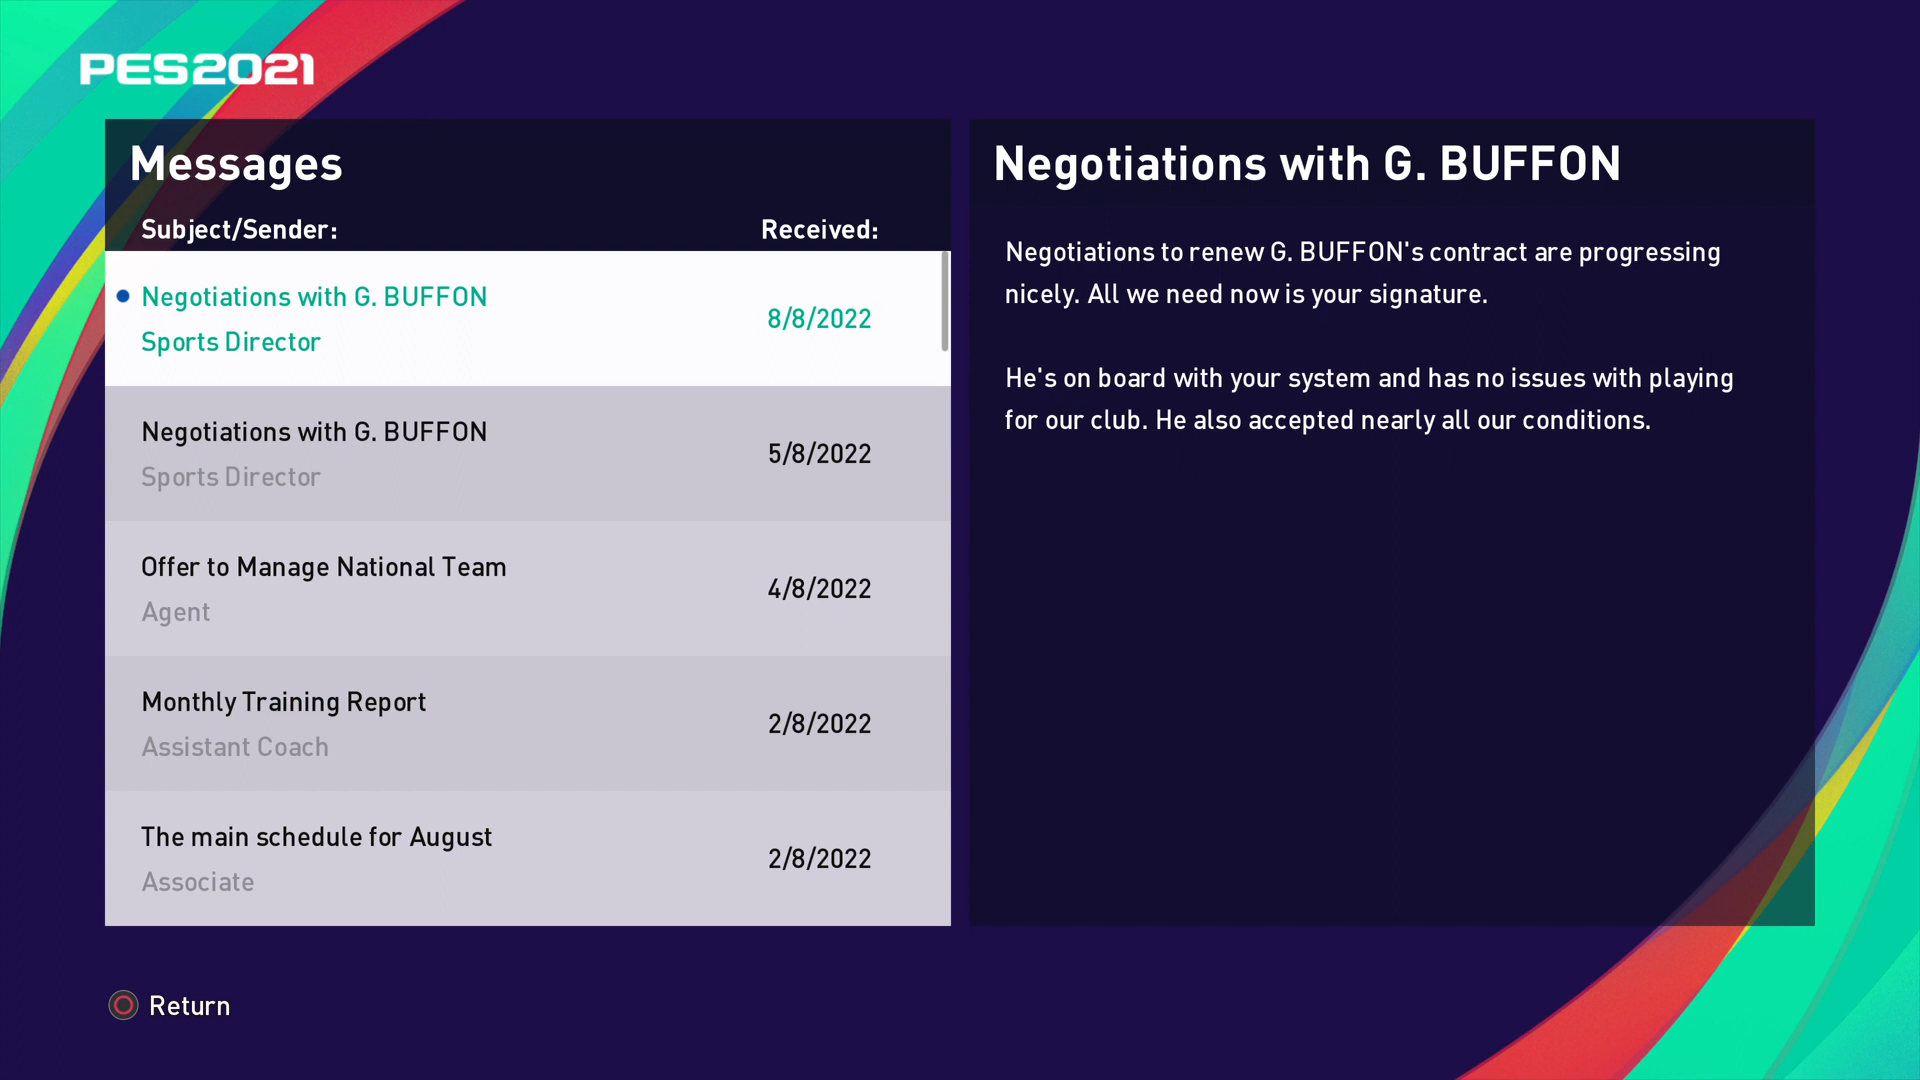 PES2021
Messages
Subject/Sender: Received:
Negotiations with G. BUFFON
Sports Director
8/8/2022
Negotiations with G. BUFFON
Sports Director
5/8/2022
Offer to Manage National Team
Agent
4/8/2022
Monthly Training Report
Assistant Coach
2/8/2022
The main schedule for August
Associate
2/8/2022
Negotiations with G. BUFFON
Negotiations to renew G. BUFFON's contract are progressing
nicely. All we need now is your signature.
He's on board with your system and has no issues with playing
for our club. He also accepted nearly all our conditions.
Return